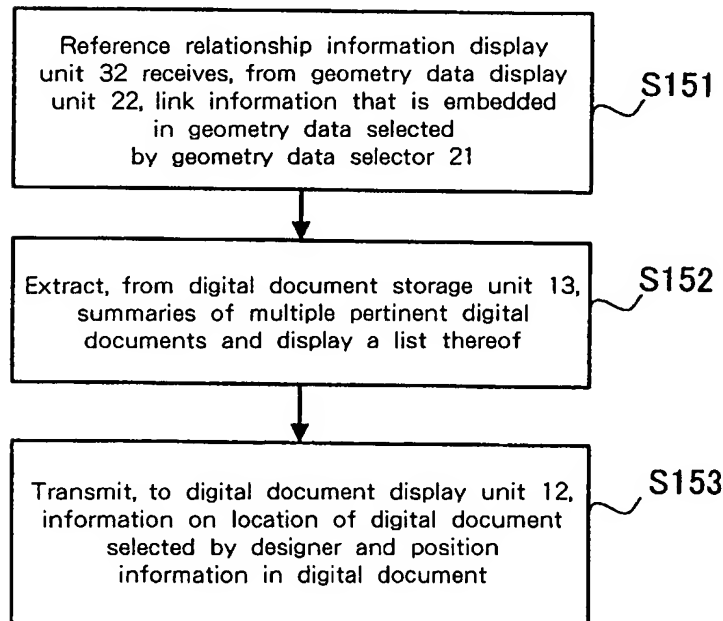 Reference relationship information display
unit 32 receives, from geometry data display
unit 22, link information that is embedded
in geometry data selected
by geometry data selector 21
S151
Extract, from digital document storage unit 13,
summaries of multiple pertinent digital
documents and display a list thereof
S152
Transmit, to digital document display unit 12,
information on location of digital document
selected by designer and position
information in digital document
S153